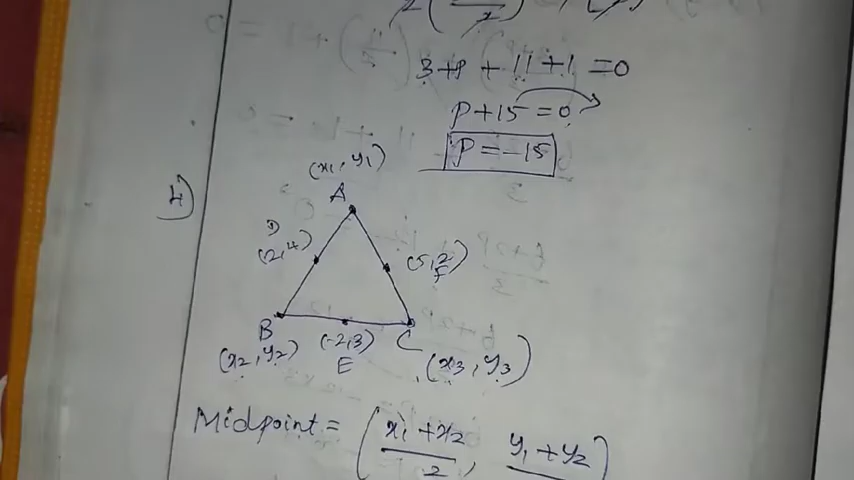 3+P + 11 + 1 = 0
P + 15 = 0
P = -15
4)
(x1, y1)
A
D
(2,4)
(5,2)
F
B
C
(x2, y2)
(-2,3)
E
(x3, y3)
Midpoint = (x1 + x2 / 2, y1 + y2)